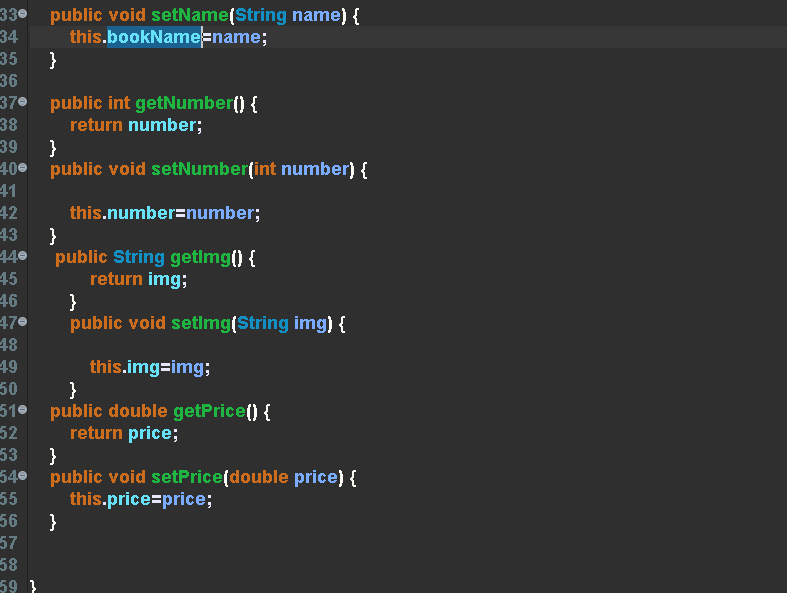 33 public void setName(String name) {
34 this.bookName=name;
35 }
36
37 public int getNumber() {
38 return number;
39 }
40 public void setNumber(int number) {
41
42 this.number=number;
43 }
44 public String getImg() {
45 return img;
46 }
47 public void setImg(String img) {
48
49 this.img=img;
50 }
51 public double getPrice() {
52 return price;
53 }
54 public void setPrice(double price) {
55 this.price=price;
56 }
57
58
59 }